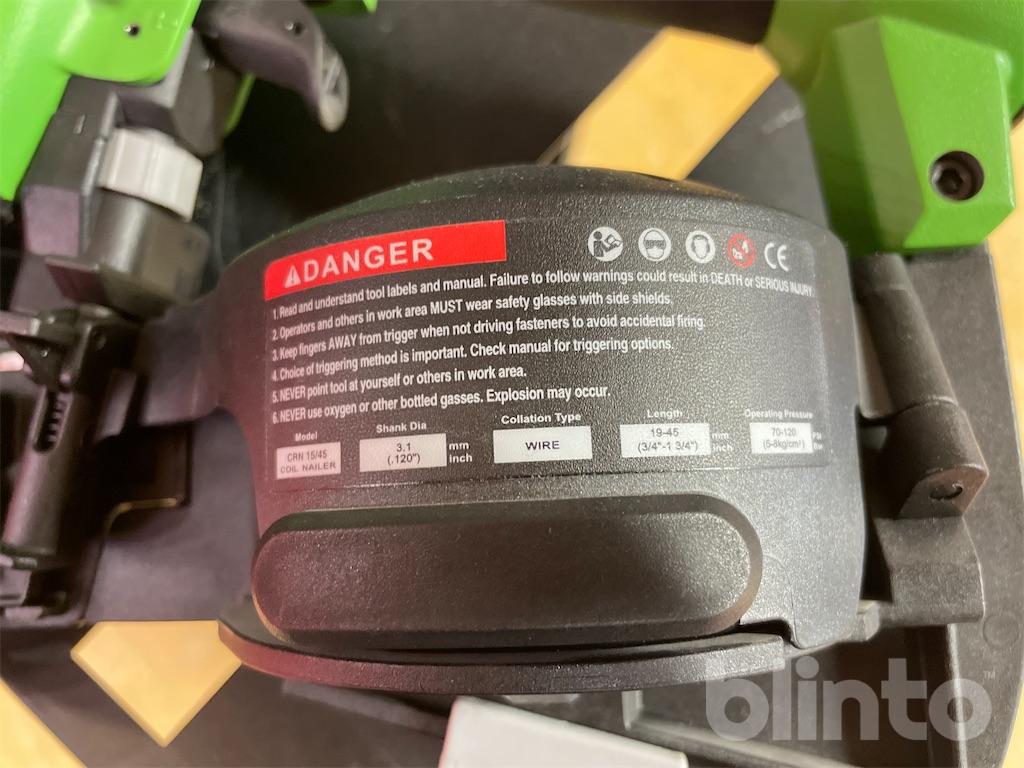 DANGER
1. Read and understand tool labels and manual. Failure to follow warnings could result in DEATH or SERIOUS INJURY.
2. Operators and others in work area MUST wear safety glasses with side shields.
3. Keep fingers AWAY from trigger when not driving fasteners to avoid accidental firing.
4. Choice of triggering method is important. Check manual for triggering options.
5. NEVER point tool at yourself or others in work area.
6. NEVER use oxygen or other bottled gasses. Explosion may occur.
Model Shank Dia Collation Type Length Operating Pressure
CRN 15/45 3.1 mm WIRE 19-45 mm 70-120
COIL NAILER (.120") inch (3/4"-1 3/4") inch (5-8kg/cm²)
CE
blinto
TM